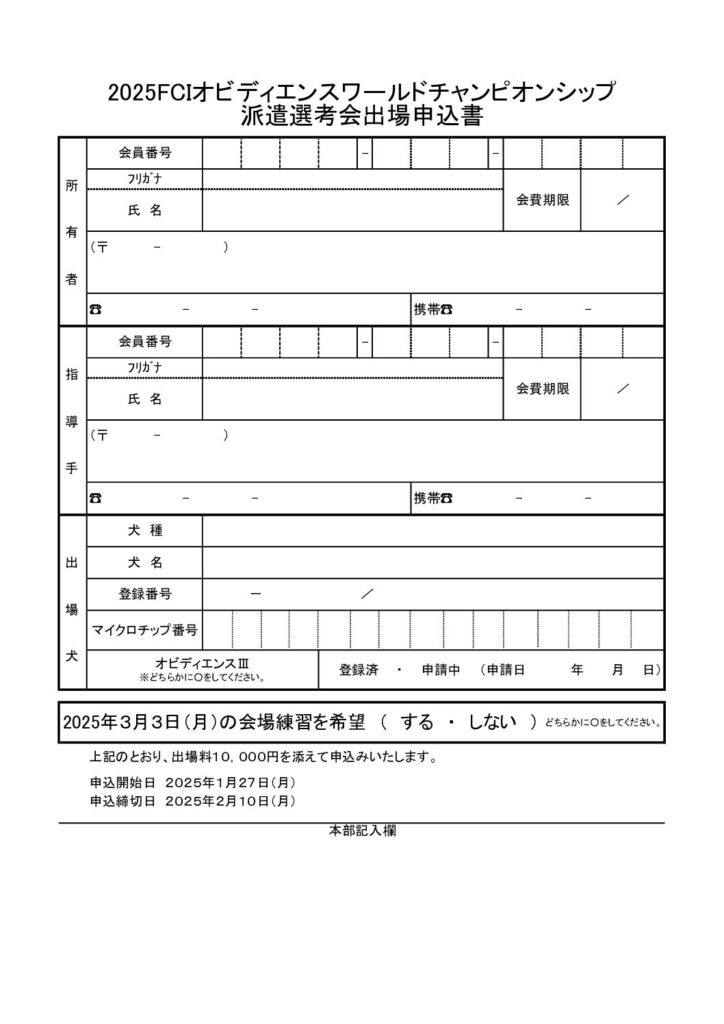 2025FCIオビディエンスワールドチャンピオンシップ
派遣選考会出場申込書
所有者
会員番号 － －
ﾌﾘｶﾞﾅ
氏 名
会費期限 ／
（〒 － ）
☎ － －
携帯☎ － －
指導手
会員番号 － －
ﾌﾘｶﾞﾅ
氏 名
会費期限 ／
（〒 － ）
☎ － －
携帯☎ － －
出場犬
犬 種
犬 名
登録番号 － ／
マイクロチップ番号
オビディエンスⅢ
※どちらかに○をしてください。
登録済 ・ 申請中 （申請日 年 月 日）
2025年３月３日（月）の会場練習を希望 （ する ・ しない ） どちらかに○をしてください。
上記のとおり、出場料１０，０００円を添えて申込みいたします。
申込開始日 ２０２５年１月２７日（月）
申込締切日 ２０２５年２月１０日（月）
本部記入欄